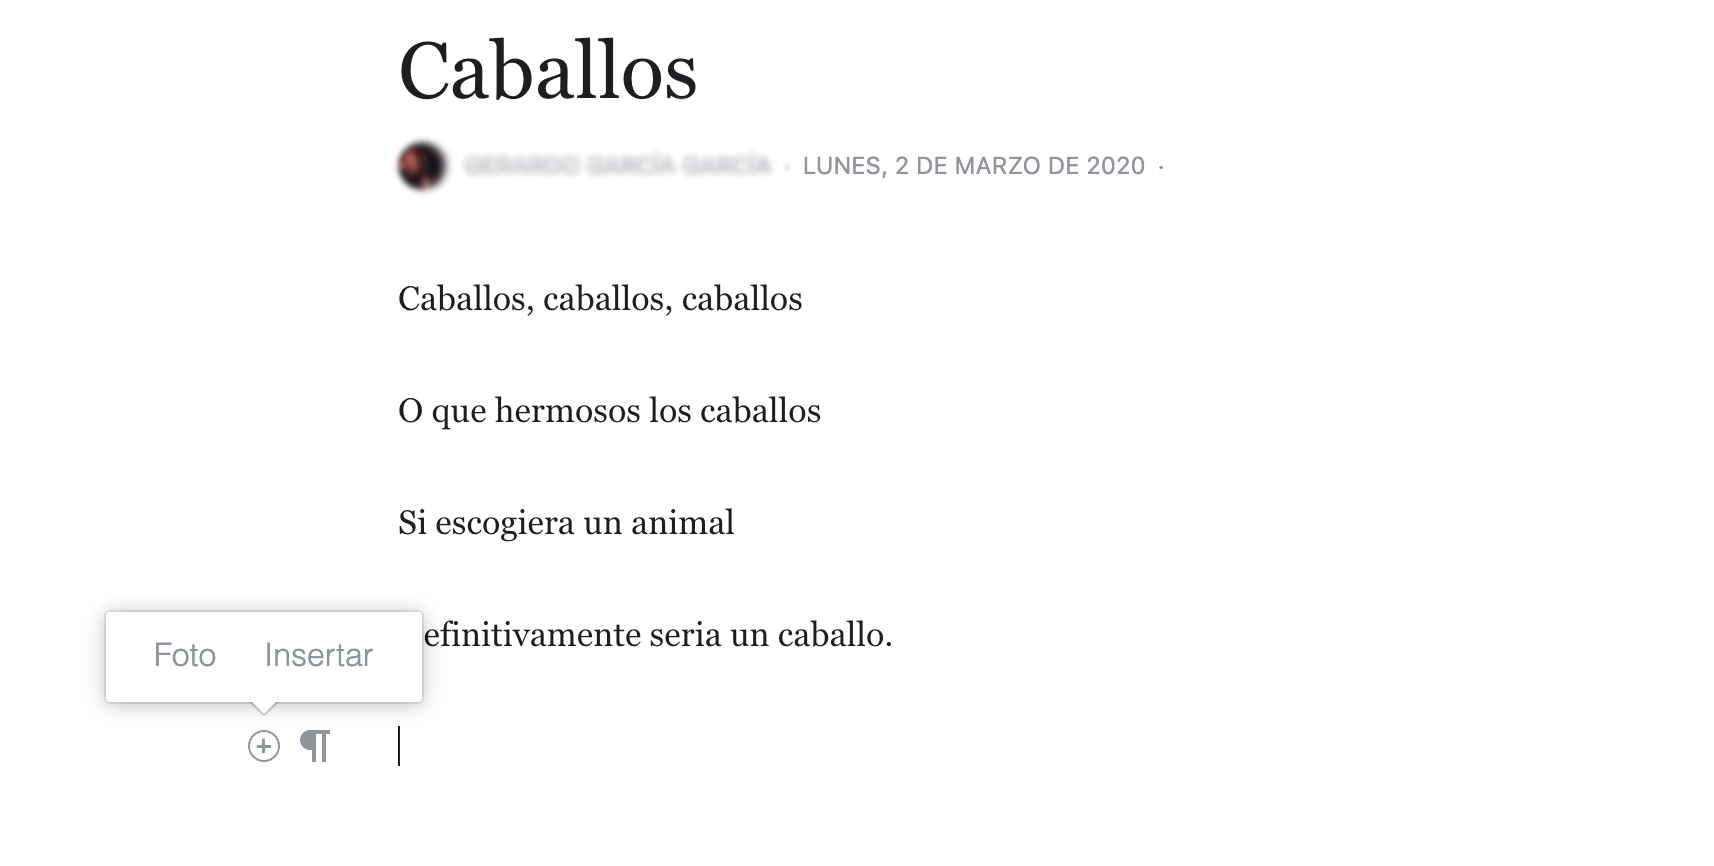 Caballos
· LUNES, 2 DE MARZO DE 2020 ·
Caballos, caballos, caballos
O que hermosos los caballos
Si escogiera un animal
efinitivamente seria un caballo.
Foto Insertar
¶